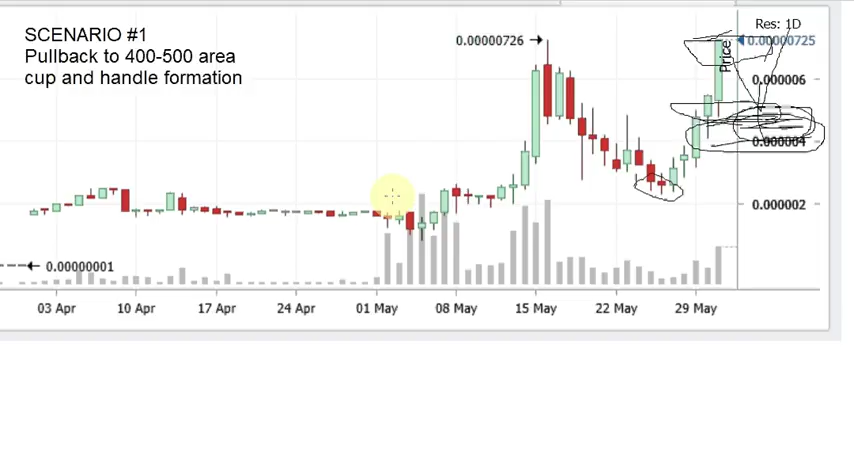 SCENARIO #1
Pullback to 400-500 area
cup and handle formation
0.00000726
Res: 1D
0.00000725
Price
0.000006
0.000004
0.000002
0.00000001
03 Apr
10 Apr
17 Apr
24 Apr
01 May
08 May
15 May
22 May
29 May